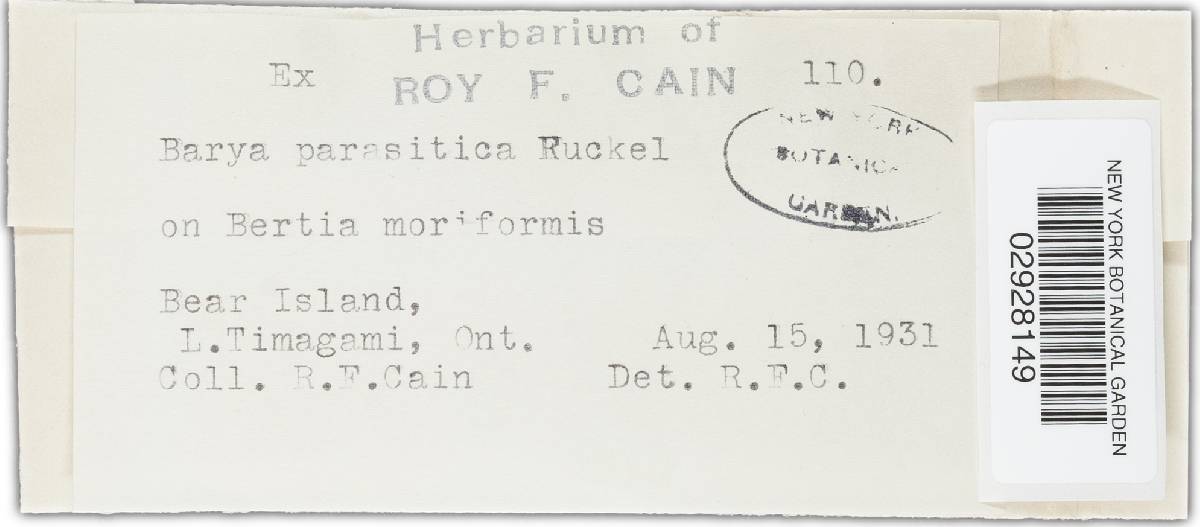 Herbarium of
Ex ROY F. CAIN 110.
Barya parasitica Fuckel
on Bertia moriformis
Bear Island,
L.Timagami, Ont. Aug. 15, 1931
Coll. R.F.Cain Det. R.F.C.
NEW YORK
BOTANICA
GARDEN.
NEW YORK BOTANICAL GARDEN
02928149